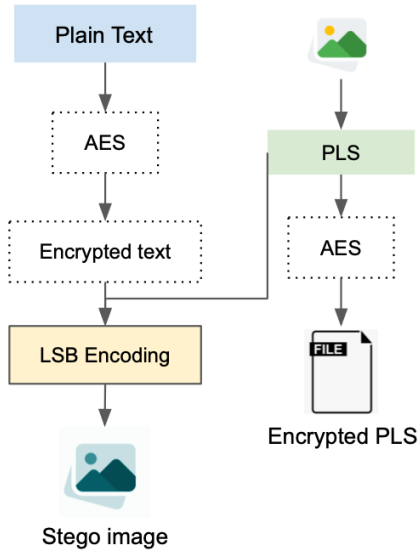 Plain Text
AES
Encrypted text
LSB Encoding
Stego image
PLS
AES
FILE
Encrypted PLS